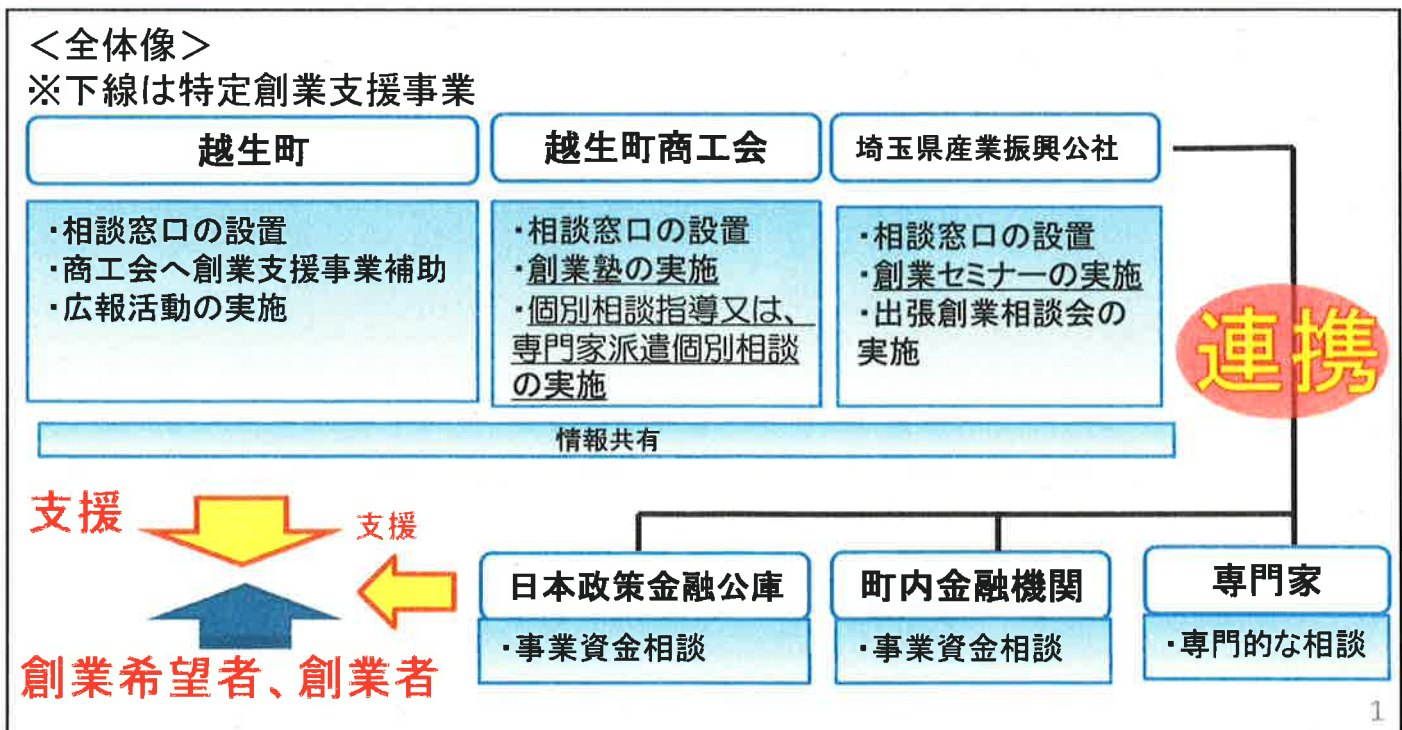 <全体像>
※下線は特定創業支援事業
越生町
・相談窓口の設置
・商工会へ創業支援事業補助
・広報活動の実施
越生町商工会
・相談窓口の設置
・創業塾の実施
・個別相談指導又は、
専門家派遣個別相談
の実施
埼玉県産業振興公社
・相談窓口の設置
・創業セミナーの実施
・出張創業相談会の
実施
連携
情報共有
支援
支援
創業希望者、創業者
日本政策金融公庫
・事業資金相談
町内金融機関
・事業資金相談
専門家
・専門的な相談
1